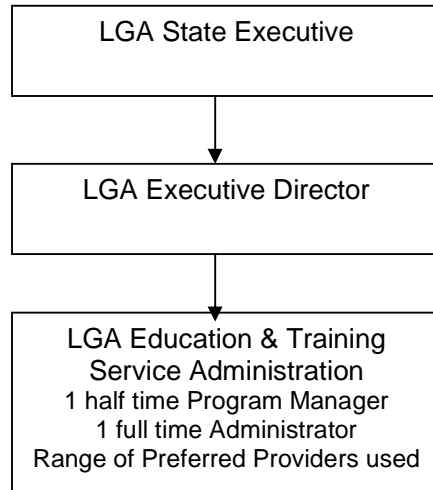 LGA State Executive
LGA Executive Director
LGA Education & Training
Service Administration
1 half time Program Manager
1 full time Administrator
Range of Preferred Providers used